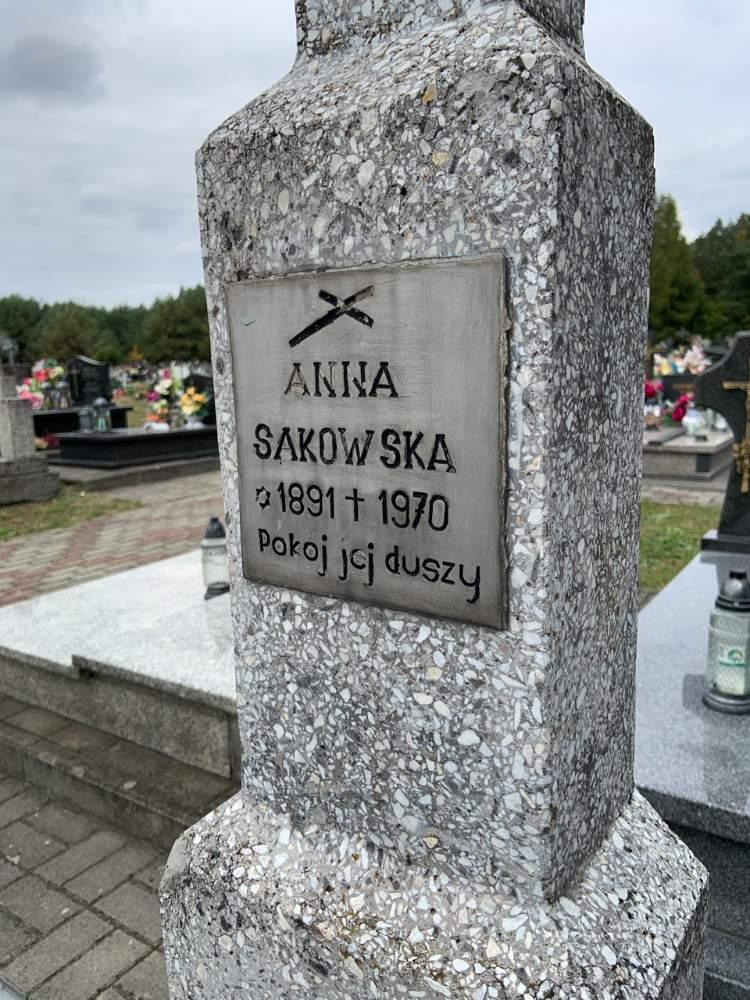 ANNA
SAKOWSKA
✡ 1891 ✝ 1970
Pokoj jej duszy